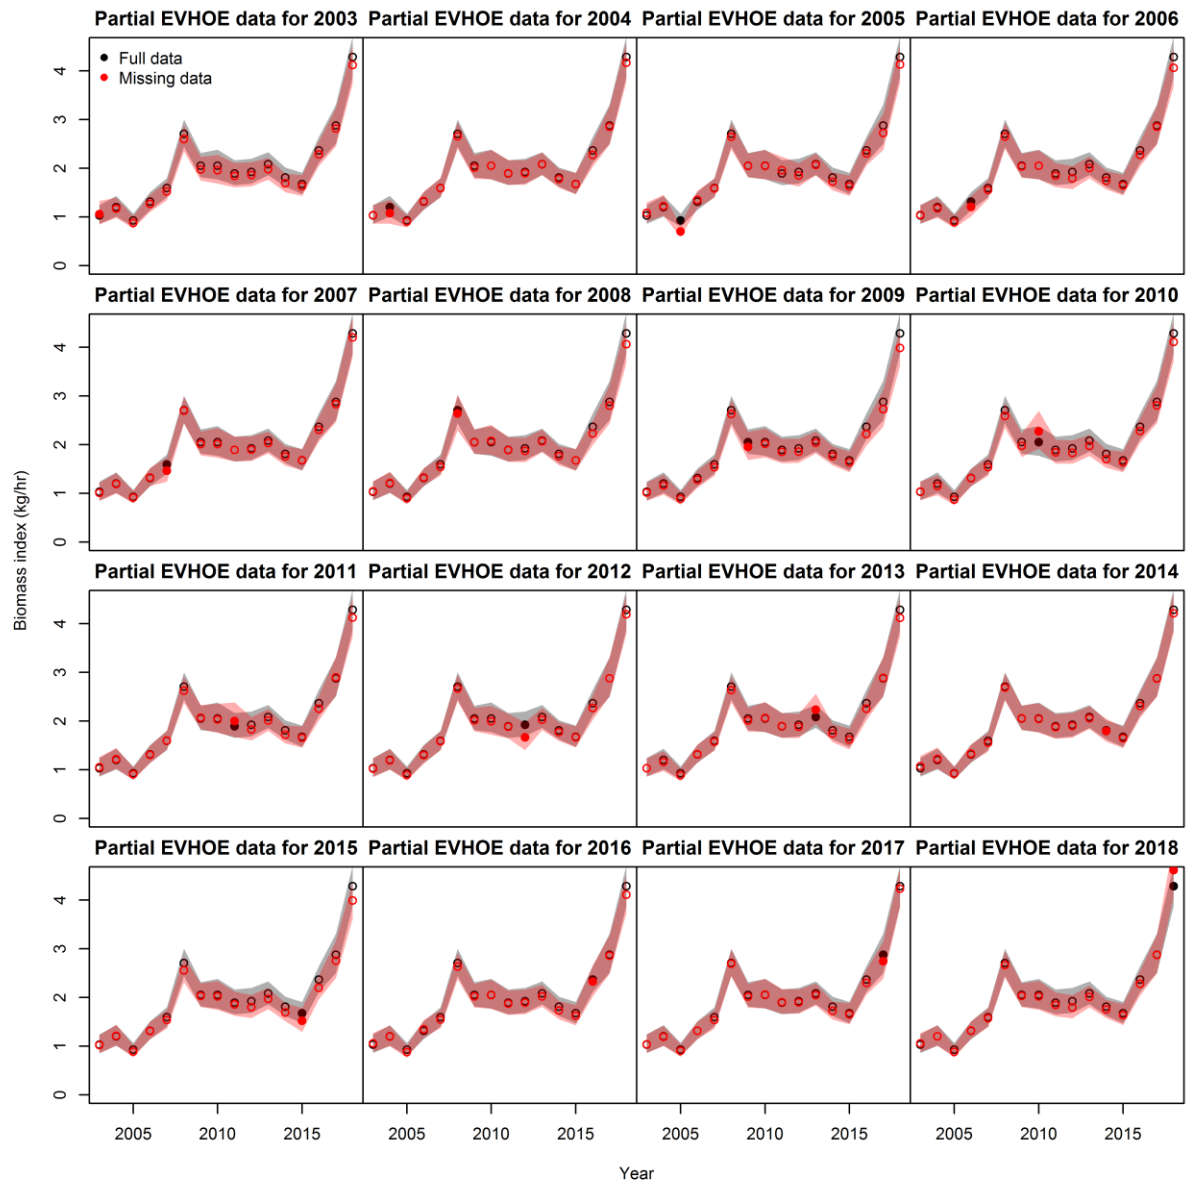 Partial EVHOE data for 2003 Partial EVHOE data for 2004 Partial EVHOE data for 2005 Partial EVHOE data for 2006
Full data
Missing data
4
3
2
1
0
Partial EVHOE data for 2007 Partial EVHOE data for 2008 Partial EVHOE data for 2009 Partial EVHOE data for 2010
4
3
2
1
0
Biomass index (kg/hr)
Partial EVHOE data for 2011 Partial EVHOE data for 2012 Partial EVHOE data for 2013 Partial EVHOE data for 2014
4
3
2
1
0
Partial EVHOE data for 2015 Partial EVHOE data for 2016 Partial EVHOE data for 2017 Partial EVHOE data for 2018
4
3
2
1
0
2005 2010 2015 2005 2010 2015 2005 2010 2015 2005 2010 2015
Year